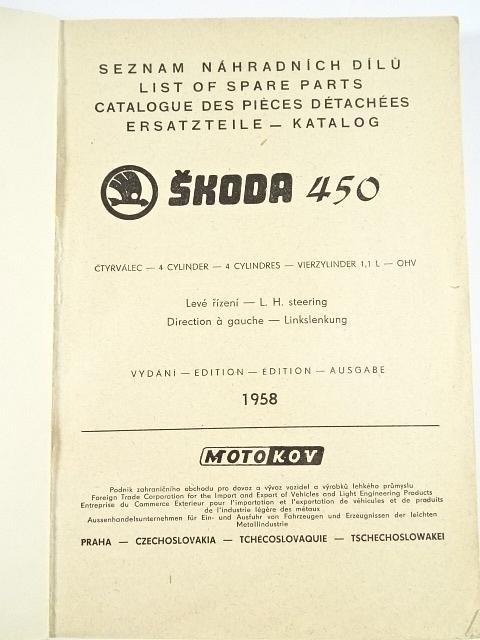 SEZNAM NÁHRADNÍCH DÍLŮ
LIST OF SPARE PARTS
CATALOGUE DES PIÈCES DÉTACHÉES
ERSATZTEILE — KATALOG
ŠKODA 450
ČTYRVÁLEC — 4 CYLINDER — 4 CYLINDRES — VIERZYLINDER 1,1 L — OHV
Levé řízení — L. H. steering
Direction à gauche — Linkslenkung
VYDÁNÍ — EDITION — ÉDITION — AUSGABE
1958
MOTOKOV
Podnik zahraničního obchodu pro dovoz a vývoz vozidel a výrobků lehkého průmyslu
Foreign Trade Corporation for the Import and Export of Vehicles and Light Engineering Products
Entreprise du Commerce Exterieur pour l'importation et l'exportation de véhicules et de produits
de l'industrie légère des métaux
Aussenhandelsunternehmen für Ein- und Ausfuhr von Fahrzeugen und Erzeugnissen der leichten
Metallindustrie
PRAHA — CZECHOSLOVAKIA — TCHÉCOSLOVAQUIE — TSCHECHOSLOWAKEI